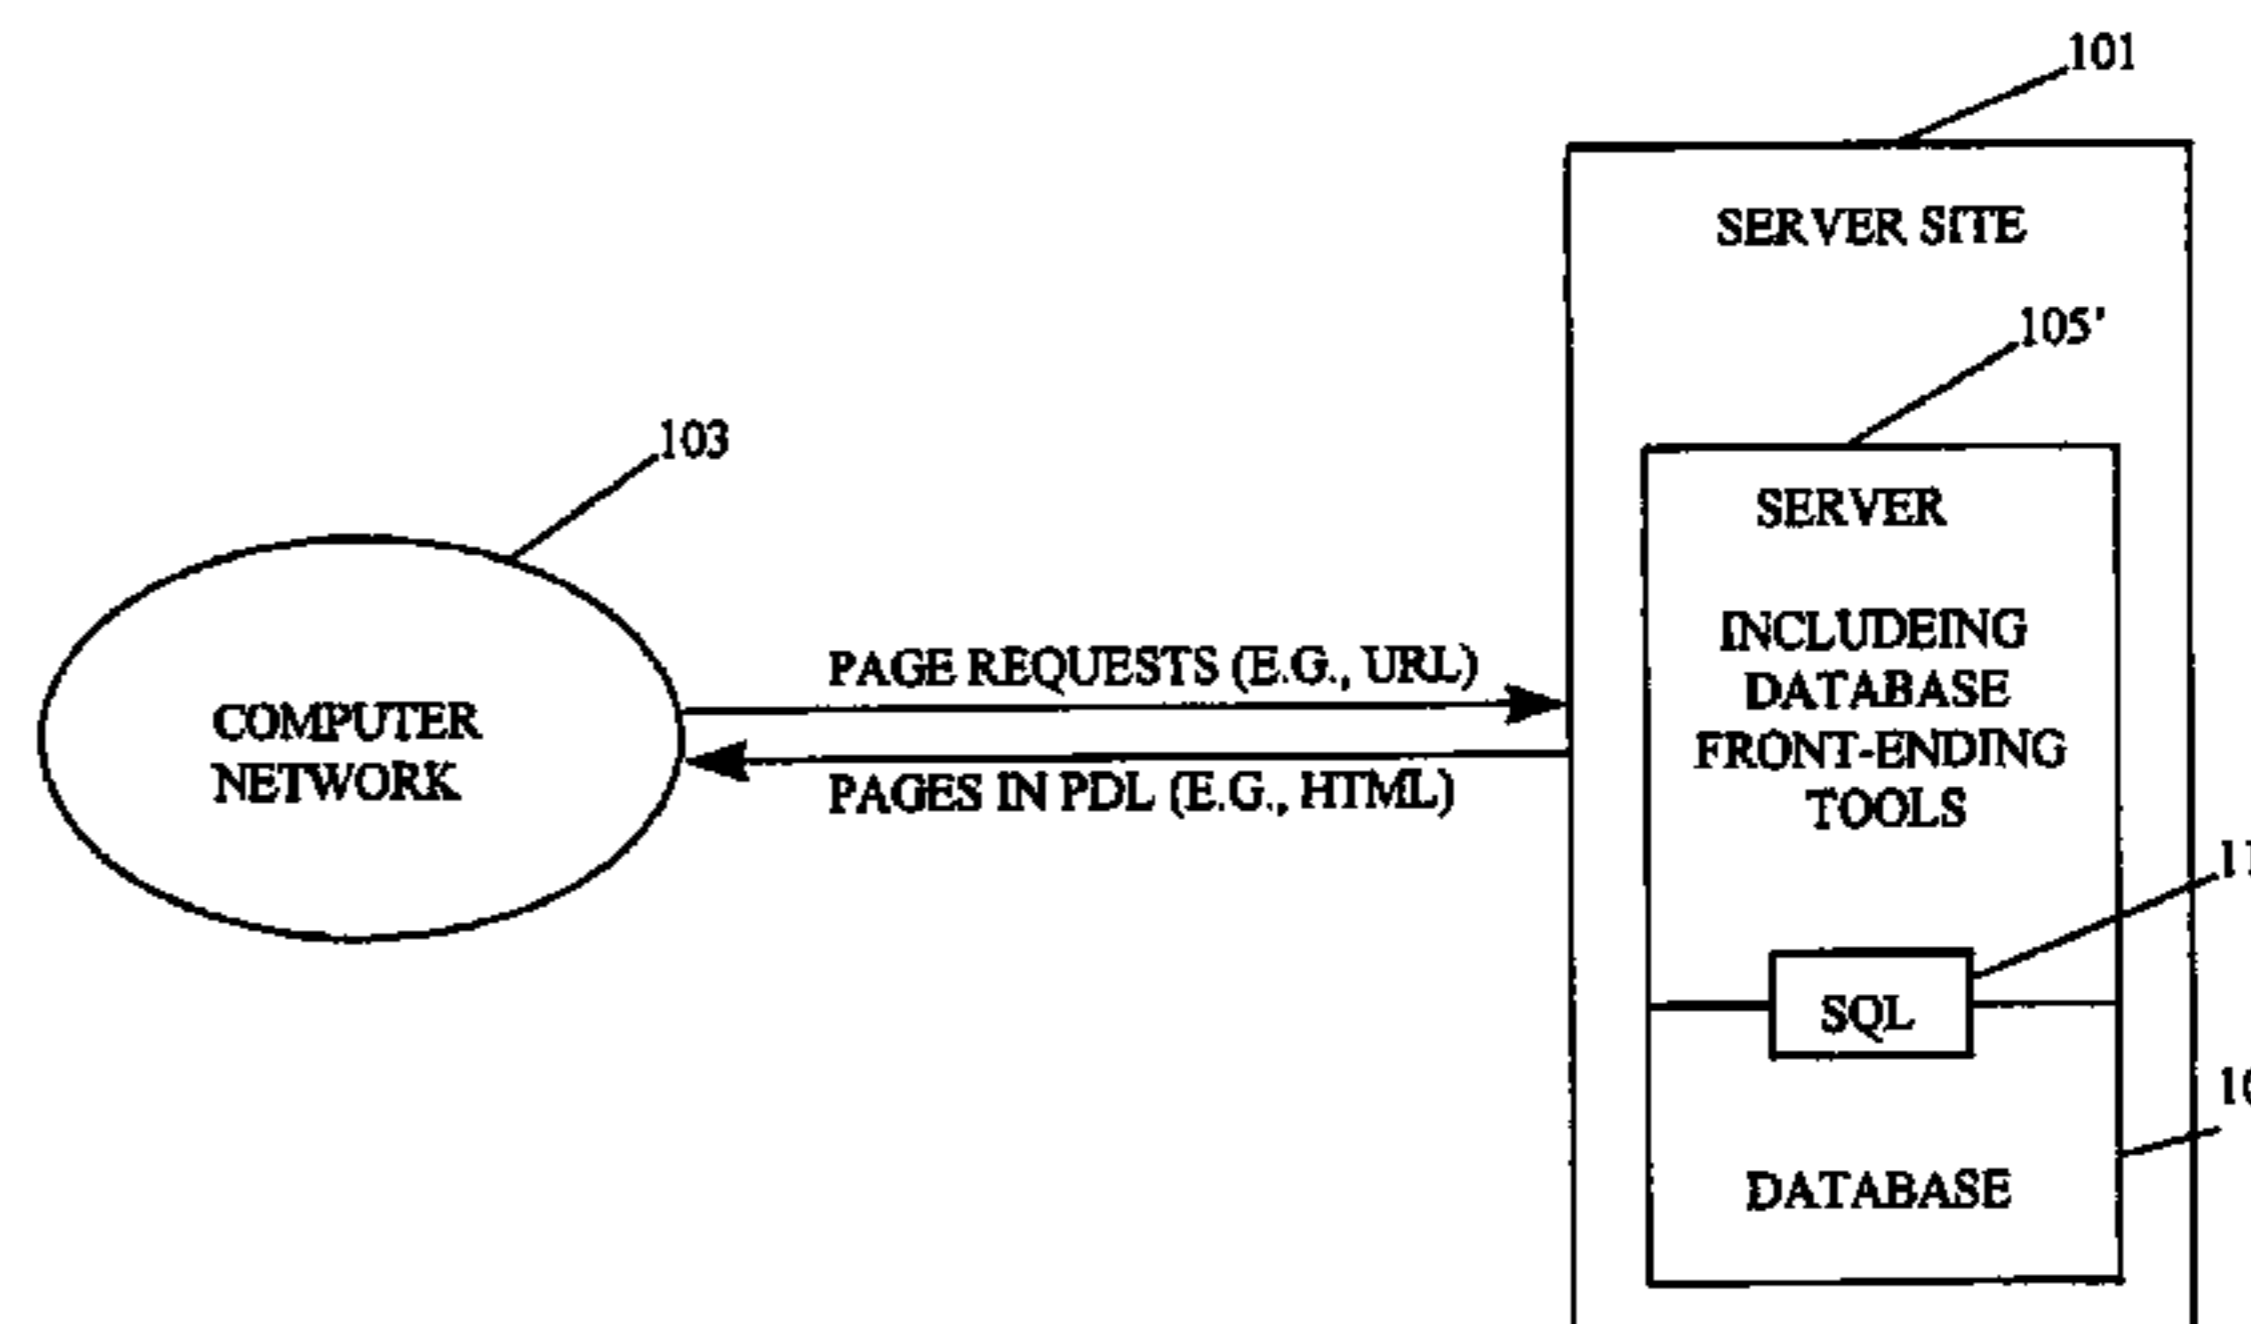 101
SERVER SITE
105'
103
SERVER
INCLUDEING
DATABASE
FRONT-ENDING
TOOLS
PAGE REQUESTS (E.G., URL)
COMPUTER
NETWORK
PAGES IN PDL (E.G., HTML)
SQL
DATABASE